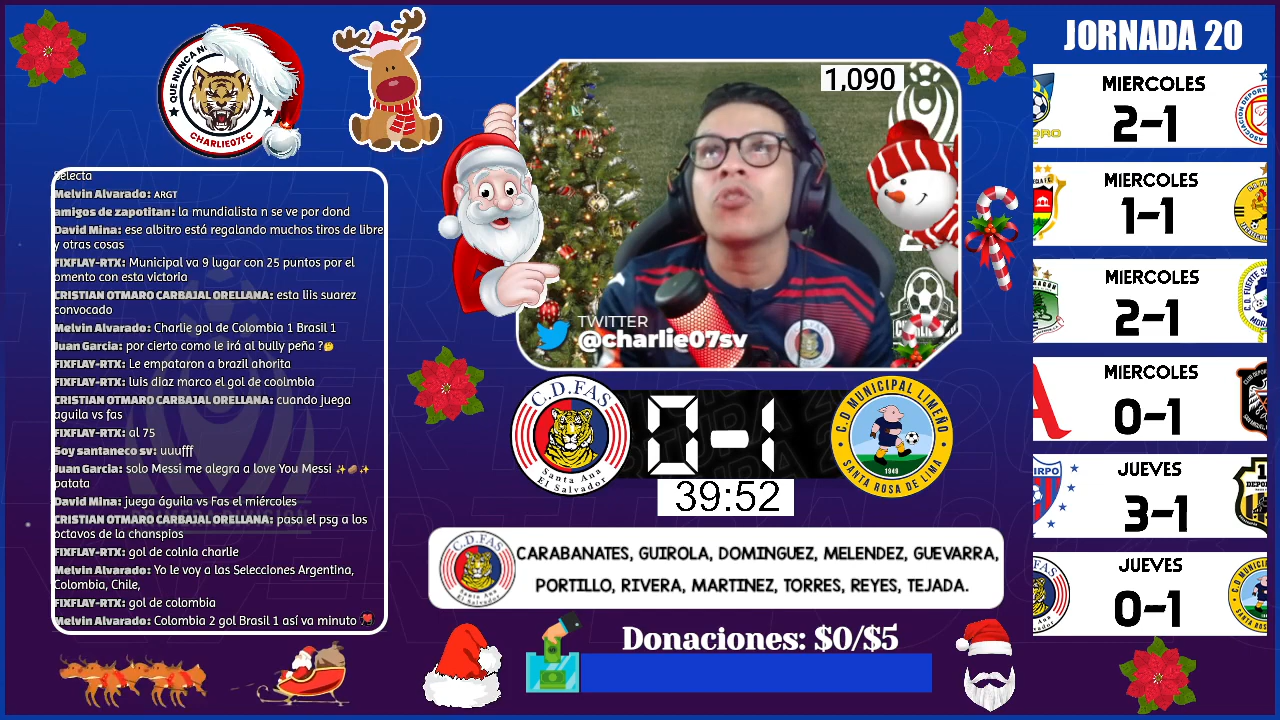 JORNADA 20
QUE NUNCA
CHARLIE07FC
1,090
Selecta
Melvin Alvarado: ARGT
amigos de zapotitan: la mundialista n se ve por dond
David Mina: ese albitro está regalando muchos tiros de libre
y otras cosas
FIXFLAY-RTX: Municipal va 9 lugar con 25 puntos por el
omento con esta victoria
CRISTIAN OTMARO CARBAJAL ORELLANA: esta liis suarez
convocado
Melvin Alvarado: Charlie gol de Colombia 1 Brasil 1
Juan Garcia: por cierto como le irá al bully peña ?🤔
FIXFLAY-RTX: Le empataron a brazil ahorita
FIXFLAY-RTX: luis diaz marco el gol de coolmbia
CRISTIAN OTMARO CARBAJAL ORELLANA: cuando juega
aguila vs fas
FIXFLAY-RTX: al 75
Soy santaneco sv: uuufff
Juan Garcia: solo Messi me alegra a love You Messi ✨🥔✨
patata
David Mina: juega águila vs Fas el miércoles
CRISTIAN OTMARO CARBAJAL ORELLANA: pasa el psg a los
octavos de la chanspios
FIXFLAY-RTX: gol de colnia charlie
Melvin Alvarado: Yo le voy a las Selecciones Argentina,
Colombia, Chile,
FIXFLAY-RTX: gol de colombia
Melvin Alvarado: Colombia 2 gol Brasil 1 así va minuto
TWITTER
@charlie07sv
C.D.FAS
Santa Ana
El Salvador
0-1
C.D MUNICIPAL LIMEÑO
1949
SANTA ROSA DE LIMA
39:52
C.D.FAS
Santa Ana
El Salvador
CARABANATES, GUIROLA, DOMINGUEZ, MELENDEZ, GUEVARRA,
PORTILLO, RIVERA, MARTINEZ, TORRES, REYES, TEJADA.
Donaciones: $0/$5
MIERCOLES
2-1
MIERCOLES
1-1
MIERCOLES
2-1
MIERCOLES
0-1
JUEVES
3-1
JUEVES
0-1